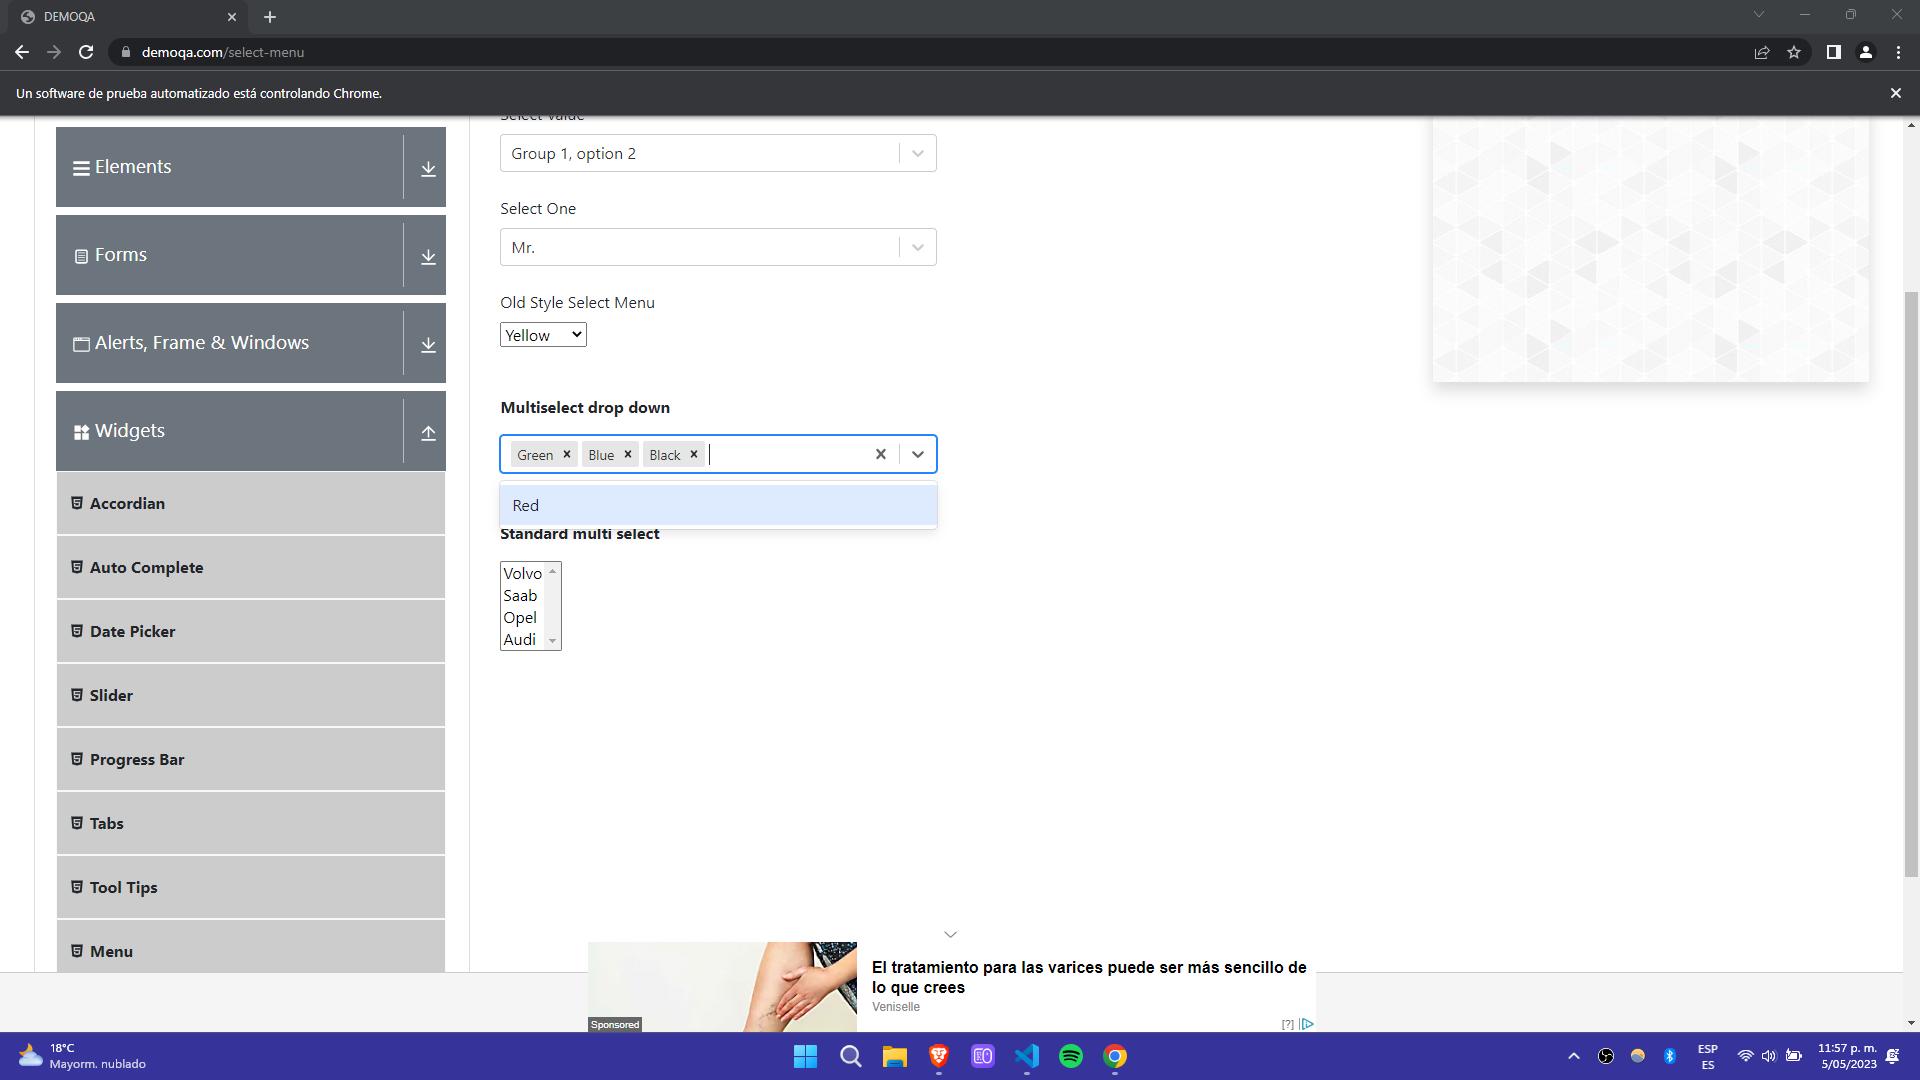 DEMOQA
demoqa.com/select-menu
Un software de prueba automatizado está controlando Chrome.
Elements
Forms
Alerts, Frame & Windows
Widgets
Accordian
Auto Complete
Date Picker
Slider
Progress Bar
Tabs
Tool Tips
Menu
Select Value
Group 1, option 2
Select One
Mr.
Old Style Select Menu
Yellow
Multiselect drop down
Green Blue Black
Red
Standard multi select
Volvo
Saab
Opel
Audi
El tratamiento para las varices puede ser más sencillo de
lo que crees
Veniselle
Sponsored
[?]
18°C
Mayorm. nublado
ESP
ES
11:57 p. m.
5/05/2023